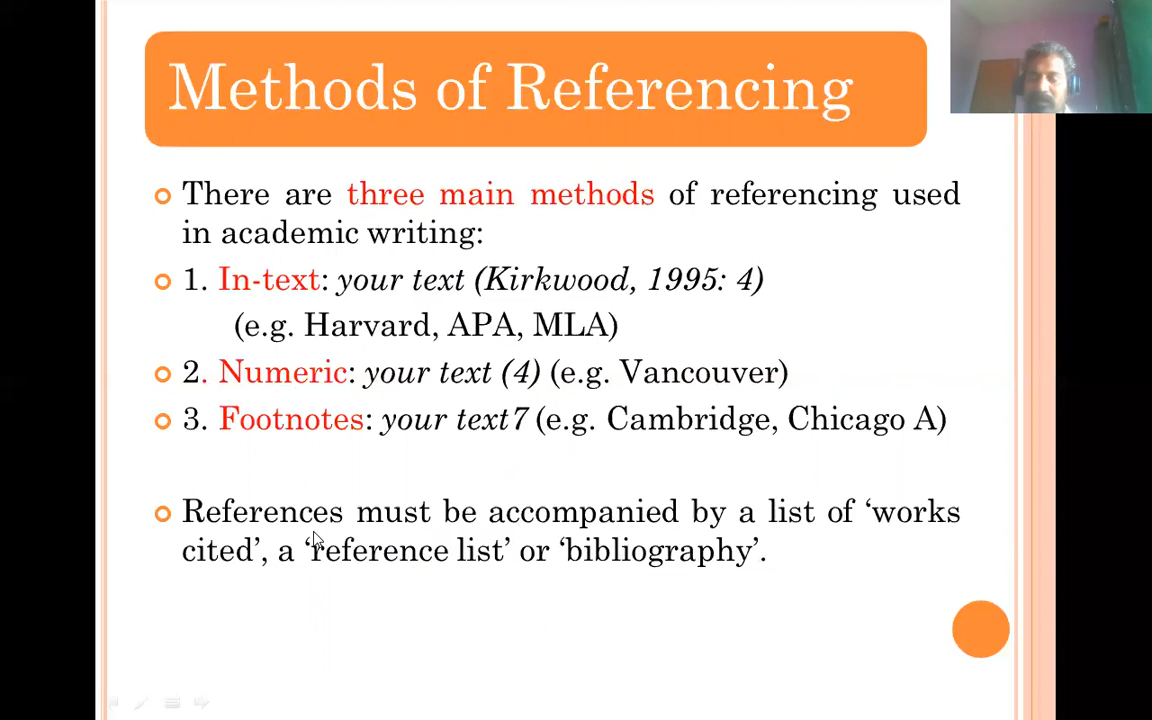 Methods of Referencing
There are three main methods of referencing used
in academic writing:
1. In-text: your text (Kirkwood, 1995: 4)
(e.g. Harvard, APA, MLA)
2. Numeric: your text (4) (e.g. Vancouver)
3. Footnotes: your text7 (e.g. Cambridge, Chicago A)
References must be accompanied by a list of ‘works
cited’, a ‘reference list’ or ‘bibliography’.